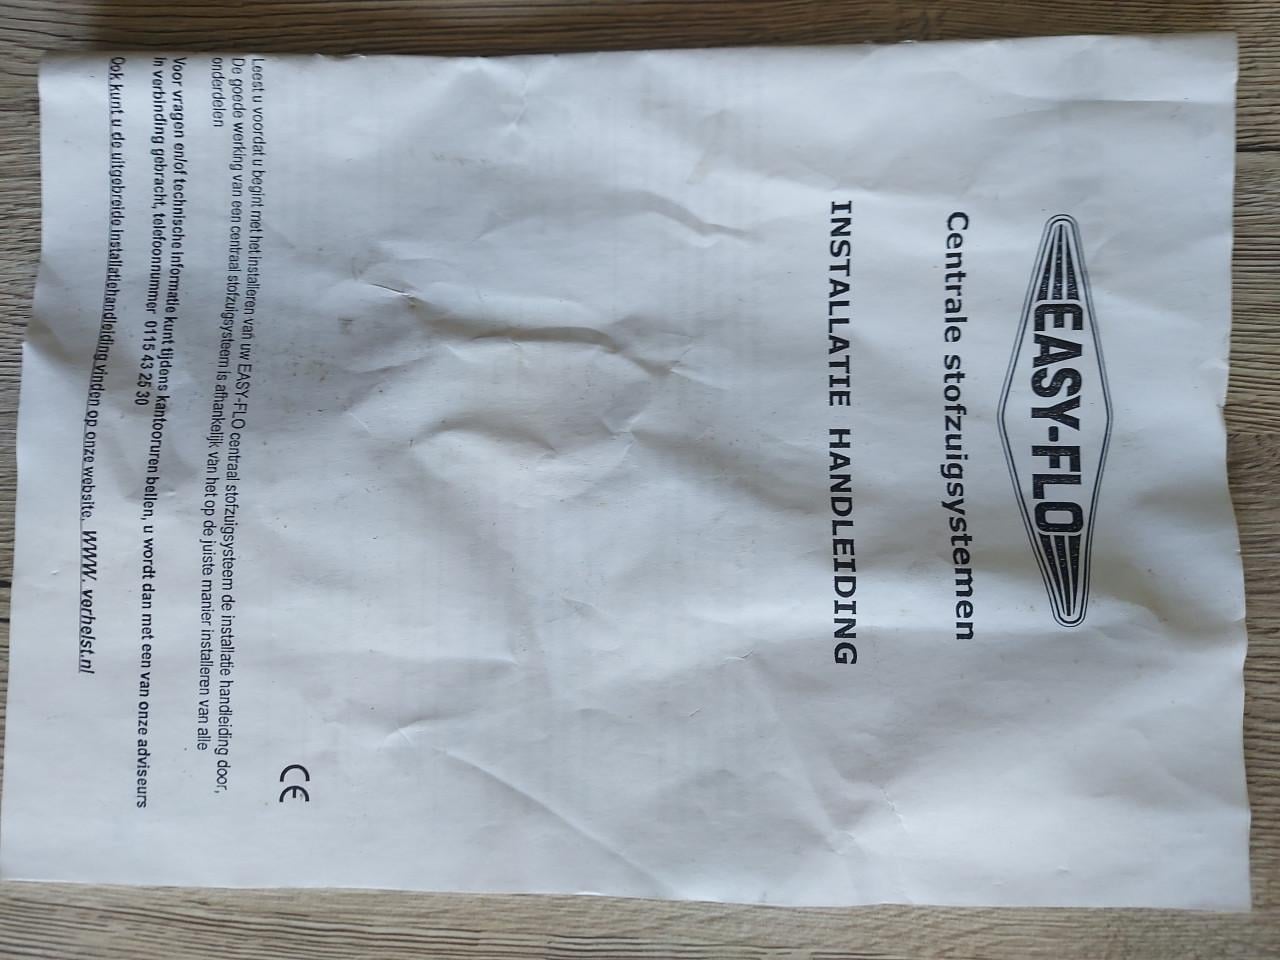 EASY-FLO
Centrale stofzuigsystemen
INSTALLATIE HANDLEIDING
CE
Leest u voordat u begint met het installeren van uw EASY-FLO centraal stofzuigsysteem de installatie handleiding door,
De goede werking van een centraal stofzuigsysteem is afhankelijk van het op de juiste manier installeren van alle
onderdelen
Voor vragen en/of technische informatie kunt tijdens kantooruren bellen, u wordt dan met een van onze adviseurs
in verbinding gebracht, telefoonnummer 0115 43 25 30
Ook kunt u de uitgebreide installatiehandleiding vinden op onze website. WWW. verhelst.nl